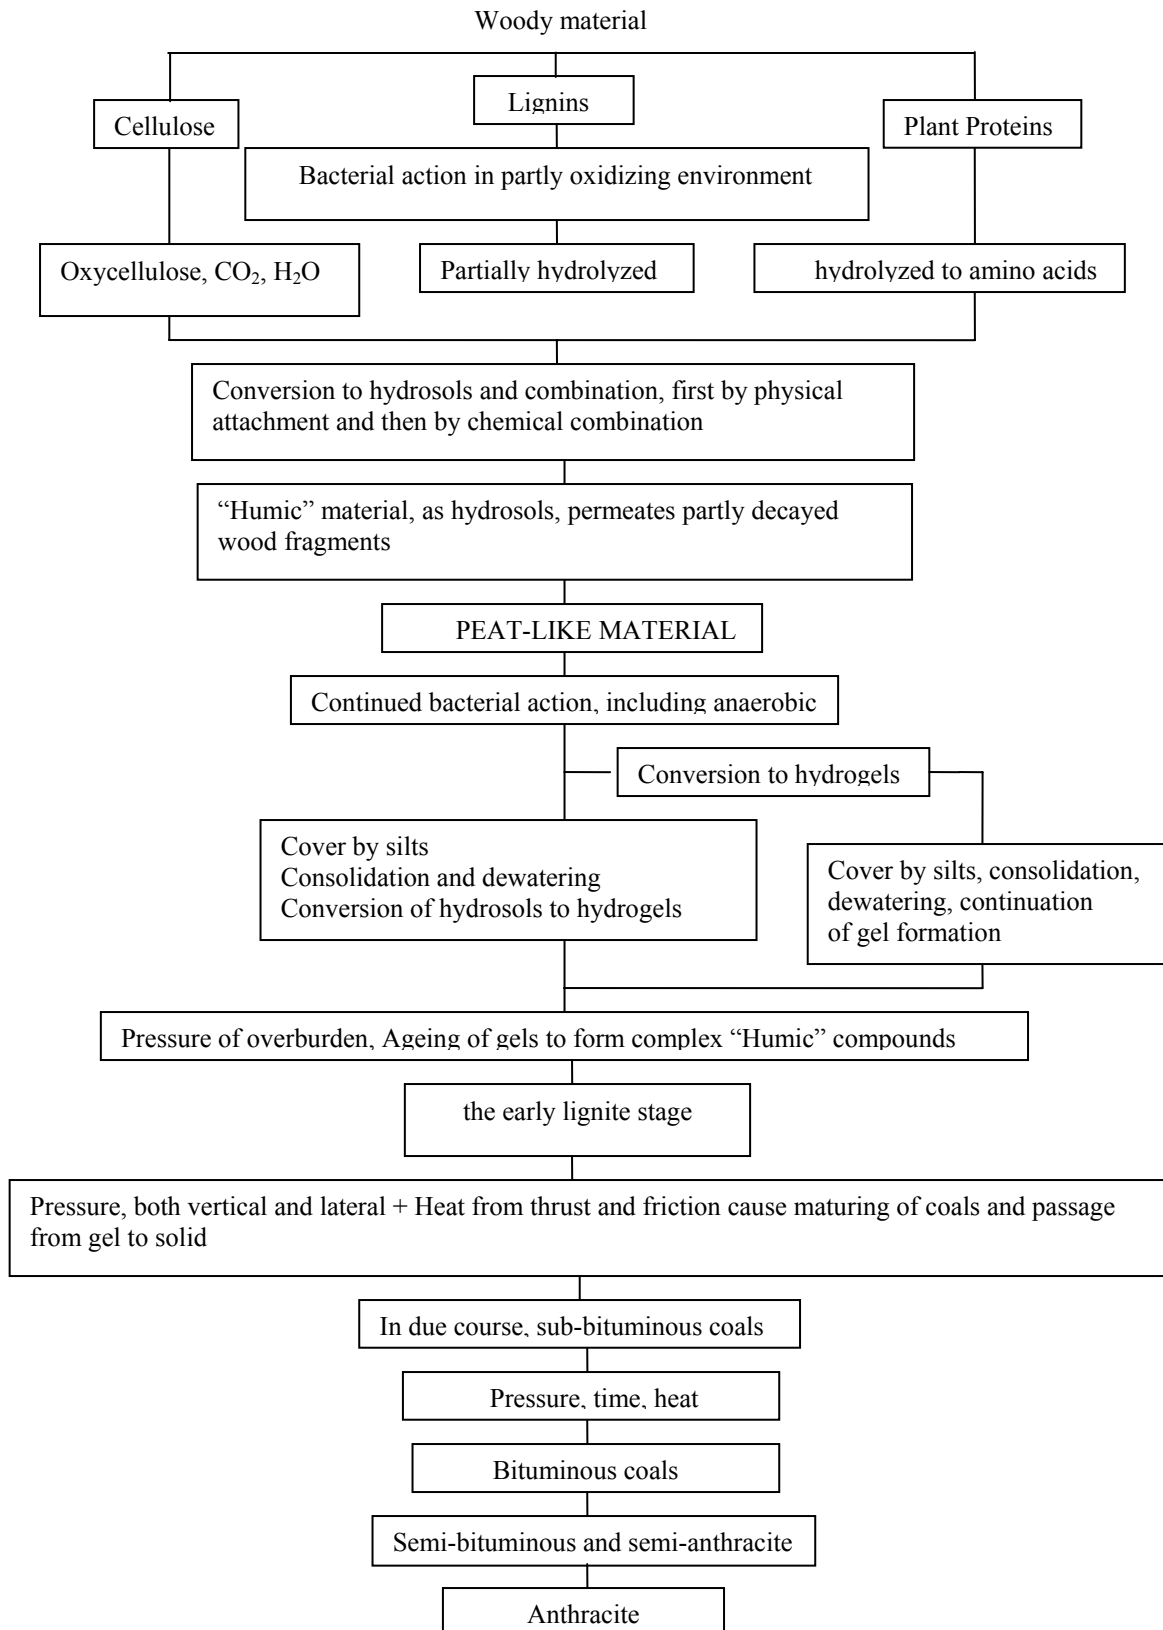 Woody material
Lignins
Cellulose
Plant Proteins
Bacterial action in partly oxidizing environment
Oxycellulose, CO₂, H₂O
Partially hydrolyzed
hydrolyzed to amino acids
Conversion to hydrosols and combination, first by physical
attachment and then by chemical combination
“Humic” material, as hydrosols, permeates partly decayed
wood fragments
PEAT-LIKE MATERIAL
Continued bacterial action, including anaerobic
Conversion to hydrogels
Cover by silts
Consolidation and dewatering
Conversion of hydrosols to hydrogels
Cover by silts, consolidation,
dewatering, continuation
of gel formation
Pressure of overburden, Ageing of gels to form complex “Humic” compounds
the early lignite stage
Pressure, both vertical and lateral + Heat from thrust and friction cause maturing of coals and passage
from gel to solid
In due course, sub-bituminous coals
Pressure, time, heat
Bituminous coals
Semi-bituminous and semi-anthracite
Anthracite